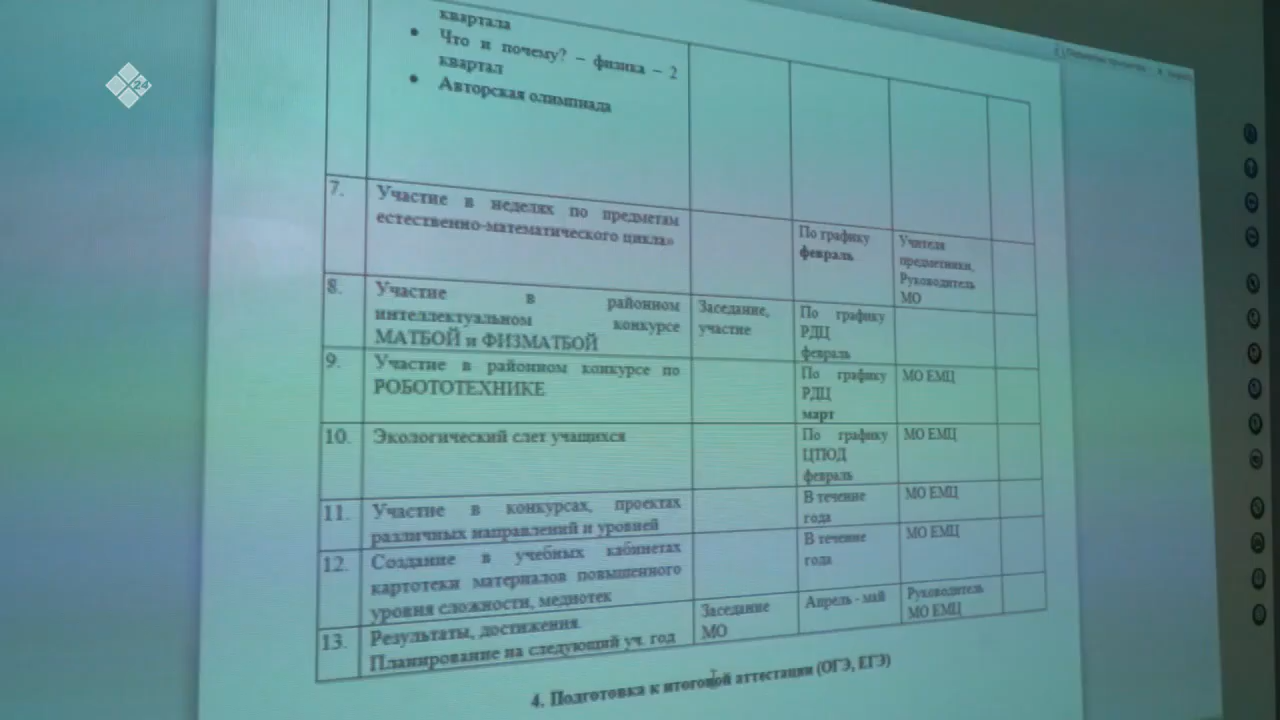 24
квартала
• Что и почему? – физика – 2
квартал
• Авторская олимпиада
7.
Участие в неделях по предметам
естественно-математического цикла»
По графику
февраль
Учителя
предметники,
Руководитель
МО
8.
Участие в районном
интеллектуальном конкурсе
МАТБОЙ и ФИЗМАТБОЙ
Заседание,
участие
По графику
РДЦ
февраль
9.
Участие в районном конкурсе по
РОБОТОТЕХНИКЕ
По графику
РДЦ
март
МО ЕМЦ
10.
Экологический слет учащихся
По графику
ЦТЮД
февраль
МО ЕМЦ
11.
Участие в конкурсах, проектах
различных направлений и уровней
В течение
года
МО ЕМЦ
12.
Создание в учебных кабинетах
картотеки материалов повышенного
уровня сложности, медиотек
В течение
года
МО ЕМЦ
13.
Результаты, достижения.
Планирование на следующий уч. год
Заседание
МО
Апрель - май
Руководитель
МО ЕМЦ
4. Подготовка к итоговой аттестации (ОГЭ, ЕГЭ)